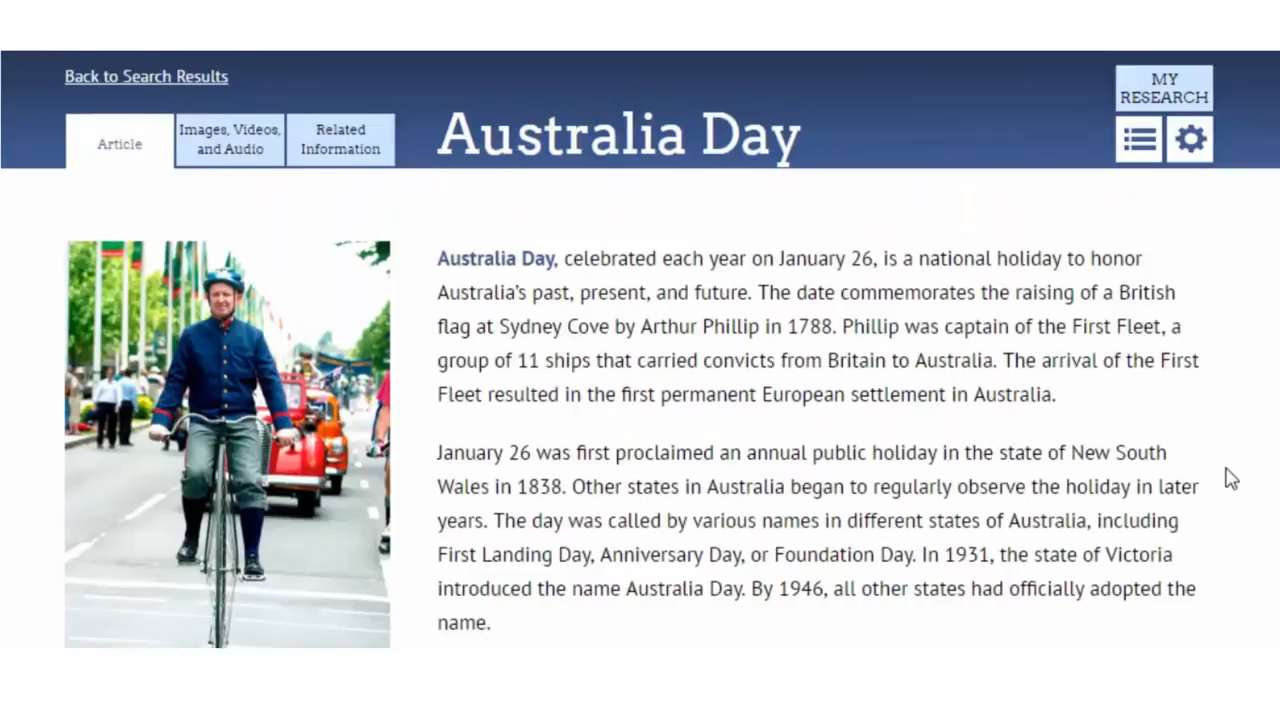 Back to Search Results
MY
RESEARCH
Article
Images, Videos,
and Audio
Related
Information
Australia Day
Australia Day, celebrated each year on January 26, is a national holiday to honor
Australia’s past, present, and future. The date commemorates the raising of a British
flag at Sydney Cove by Arthur Phillip in 1788. Phillip was captain of the First Fleet, a
group of 11 ships that carried convicts from Britain to Australia. The arrival of the First
Fleet resulted in the first permanent European settlement in Australia.
January 26 was first proclaimed an annual public holiday in the state of New South
Wales in 1838. Other states in Australia began to regularly observe the holiday in later
years. The day was called by various names in different states of Australia, including
First Landing Day, Anniversary Day, or Foundation Day. In 1931, the state of Victoria
introduced the name Australia Day. By 1946, all other states had officially adopted the
name.